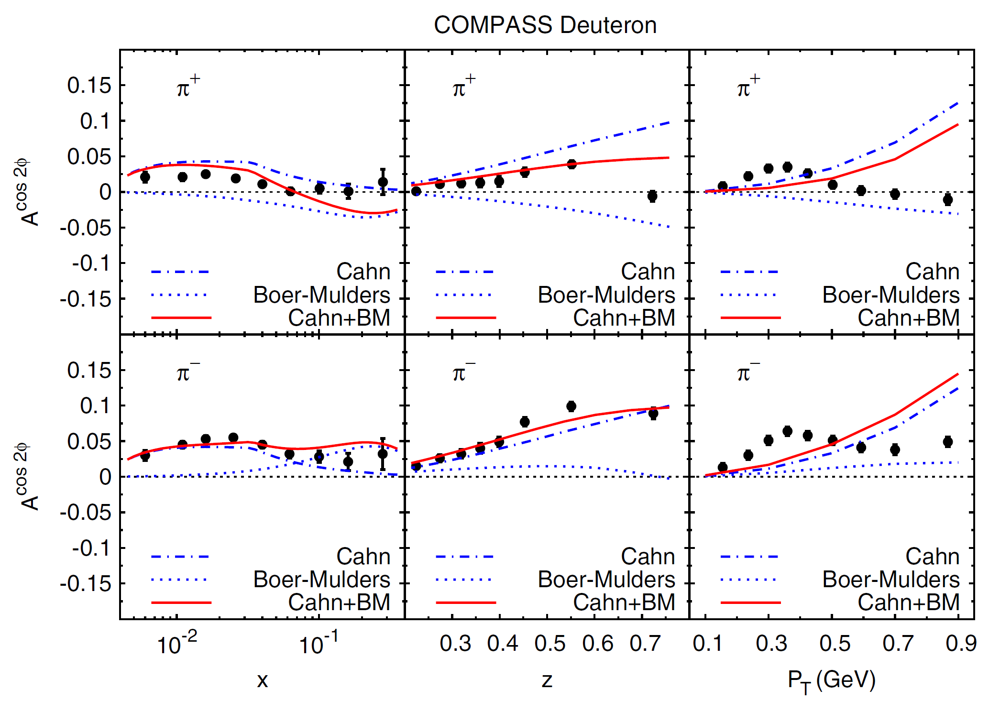 COMPASS Deuteron
A^cos 2ϕ
0.15
0.1
0.05
0
-0.05
-0.1
-0.15
π+
Cahn
Boer-Mulders
Cahn+BM
π+
Cahn
Boer-Mulders
Cahn+BM
π+
Cahn
Boer-Mulders
Cahn+BM
A^cos 2ϕ
0.15
0.1
0.05
0
-0.05
-0.1
-0.15
π−
Cahn
Boer-Mulders
Cahn+BM
π−
Cahn
Boer-Mulders
Cahn+BM
π−
Cahn
Boer-Mulders
Cahn+BM
10^-2 10^-1
0.3 0.4 0.5 0.6 0.7
0.1 0.3 0.5 0.7 0.9
x
z
P_T (GeV)